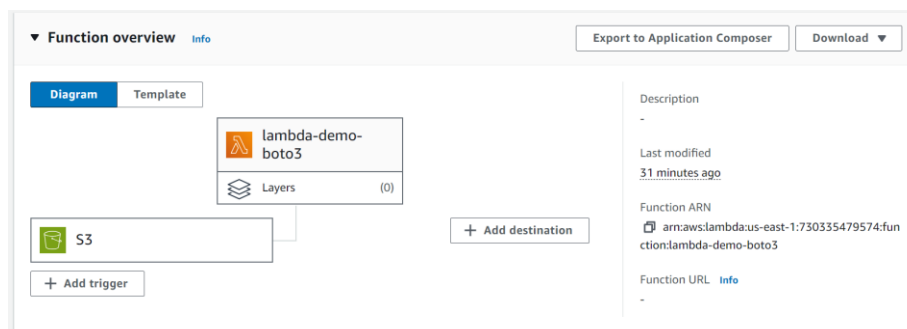 Function overview Info
Export to Application Composer
Download
Diagram
Template
lambda-demo-
boto3
Layers
(0)
S3
+ Add trigger
+ Add destination
Description
-
Last modified
31 minutes ago
Function ARN
arn:aws:lambda:us-east-1:730335479574:fun
ction:lambda-demo-boto3
Function URL Info
-